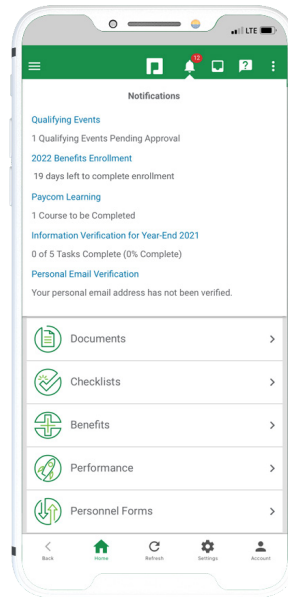 LTE
12
?
Notifications
Qualifying Events
1 Qualifying Events Pending Approval
2022 Benefits Enrollment
19 days left to complete enrollment
Paycom Learning
1 Course to be Completed
Information Verification for Year-End 2021
0 of 5 Tasks Complete (0% Complete)
Personal Email Verification
Your personal email address has not been verified.
Documents
Checklists
Benefits
Performance
Personnel Forms
Back Home Refresh Settings Account